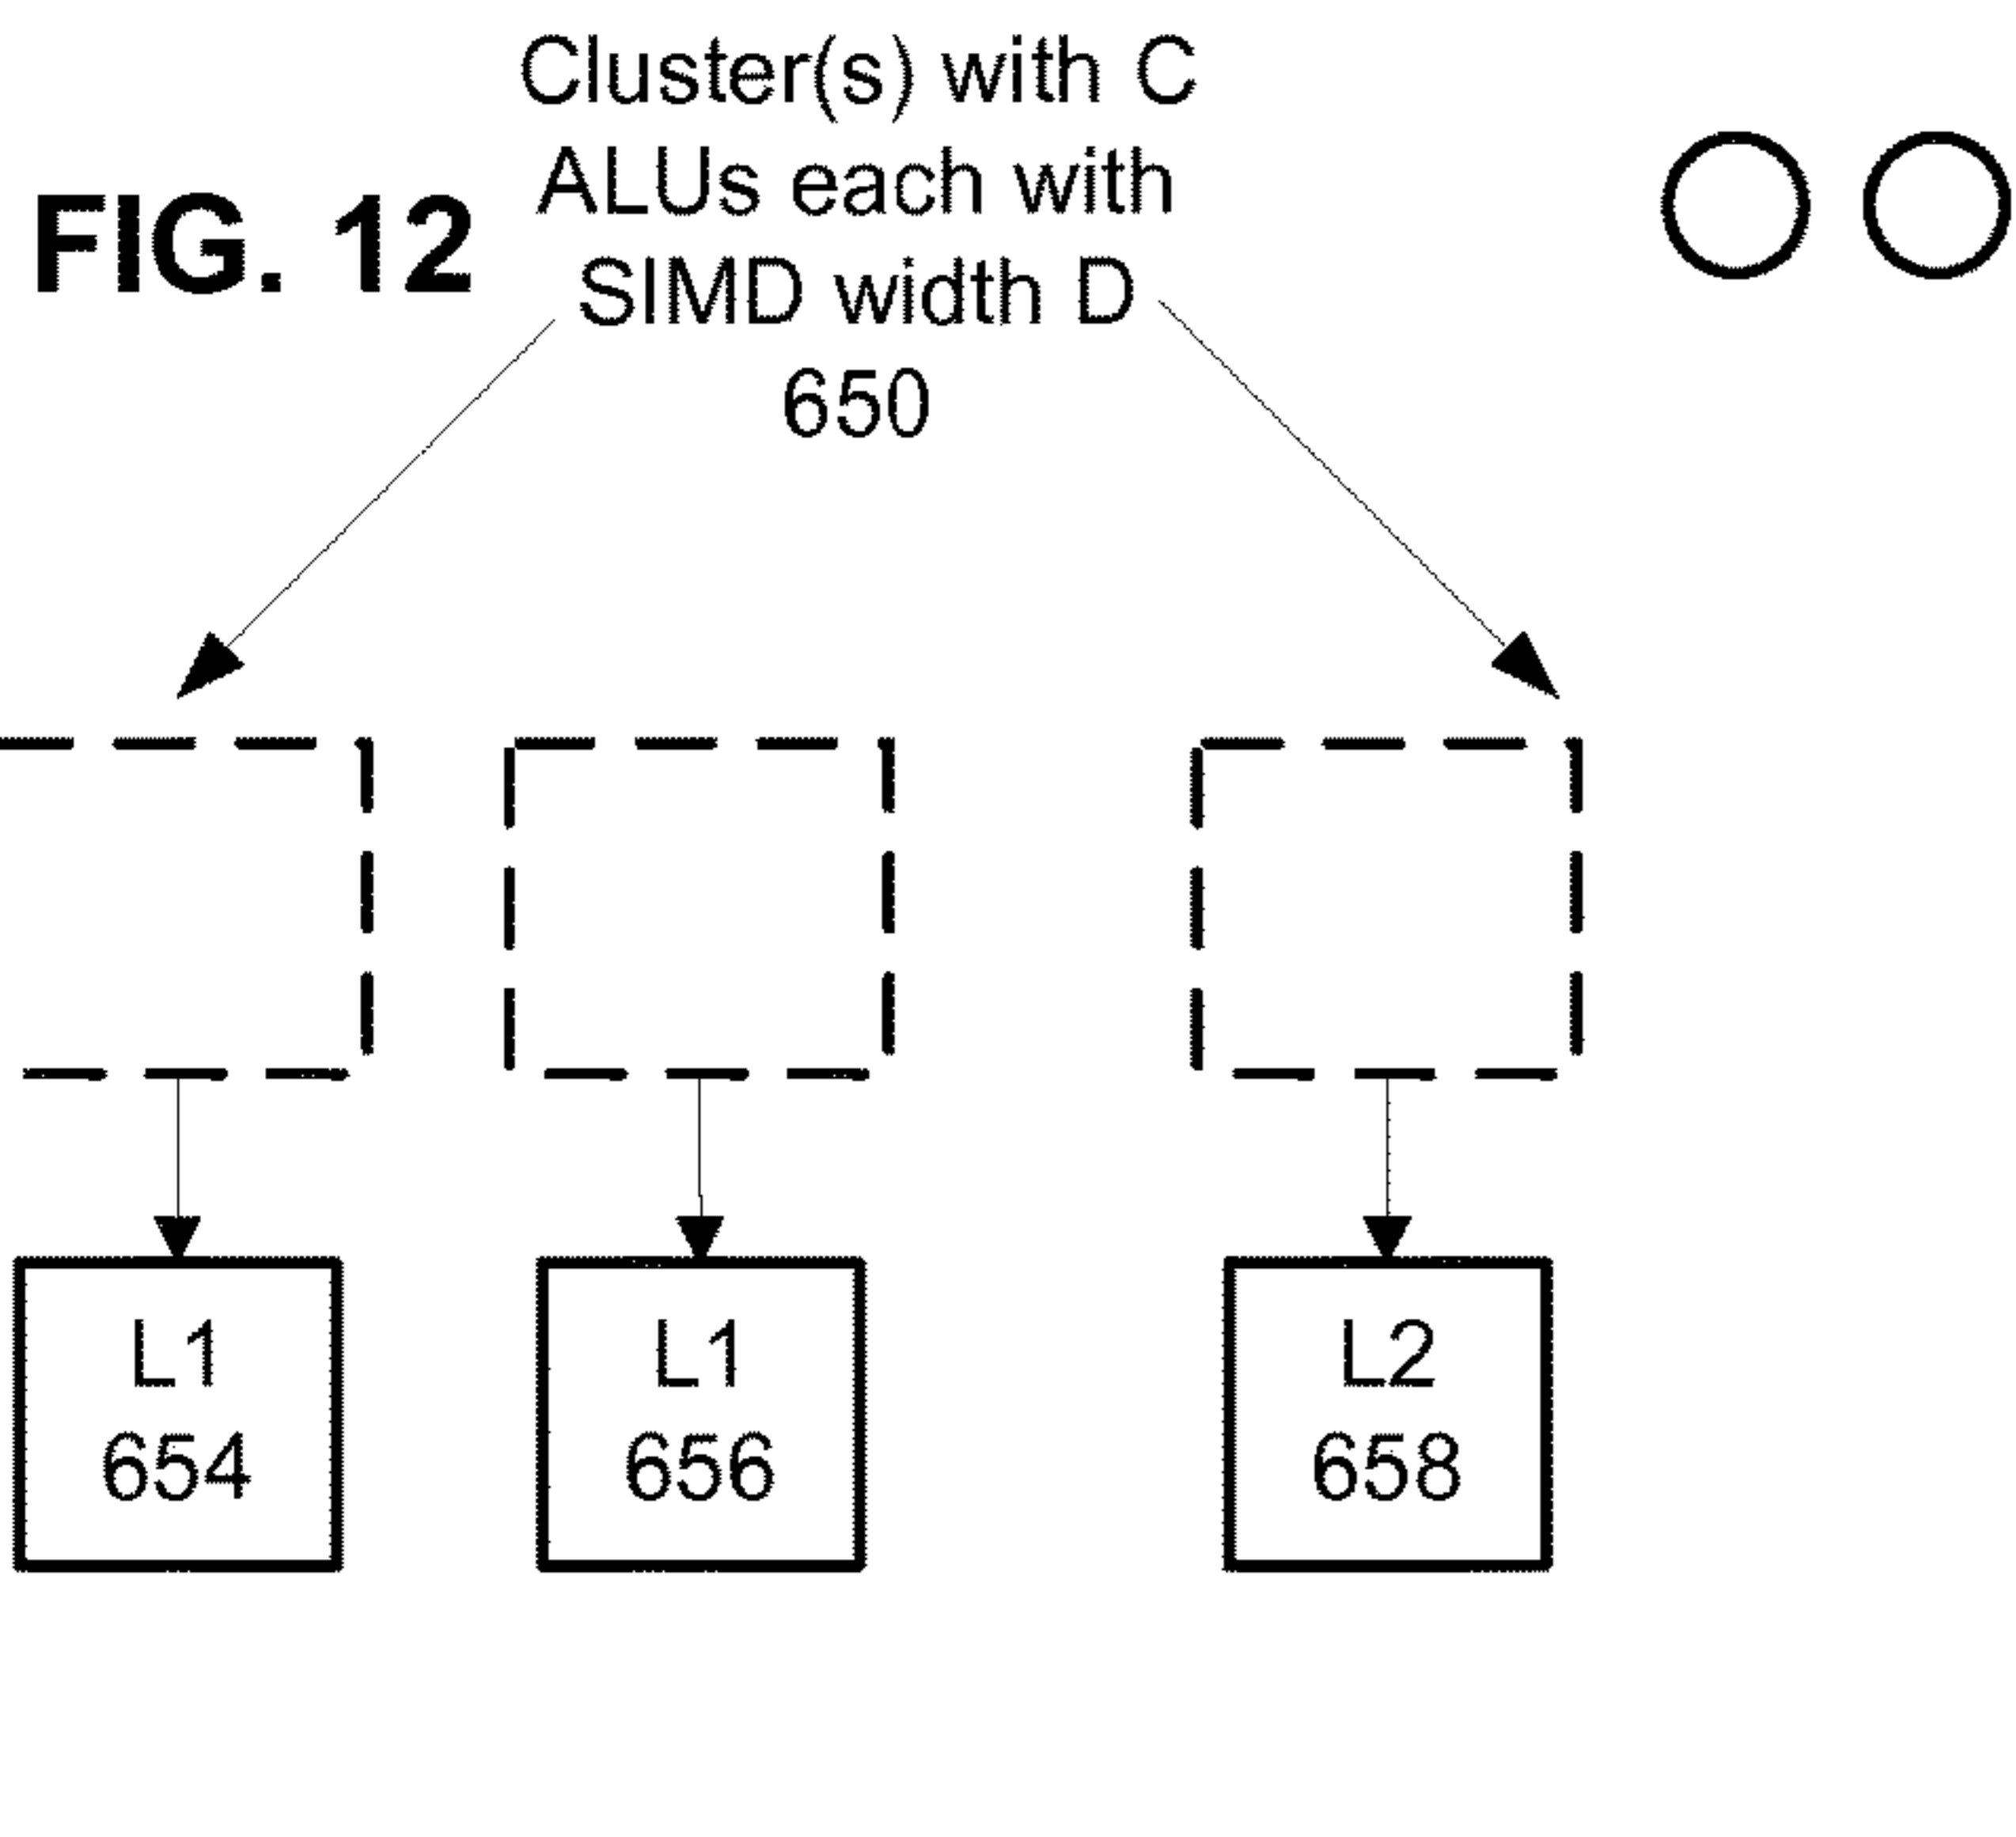 FIG. 12
Cluster(s) with C
ALUs each with
SIMD width D
650
L1
654
L1
656
L2
658